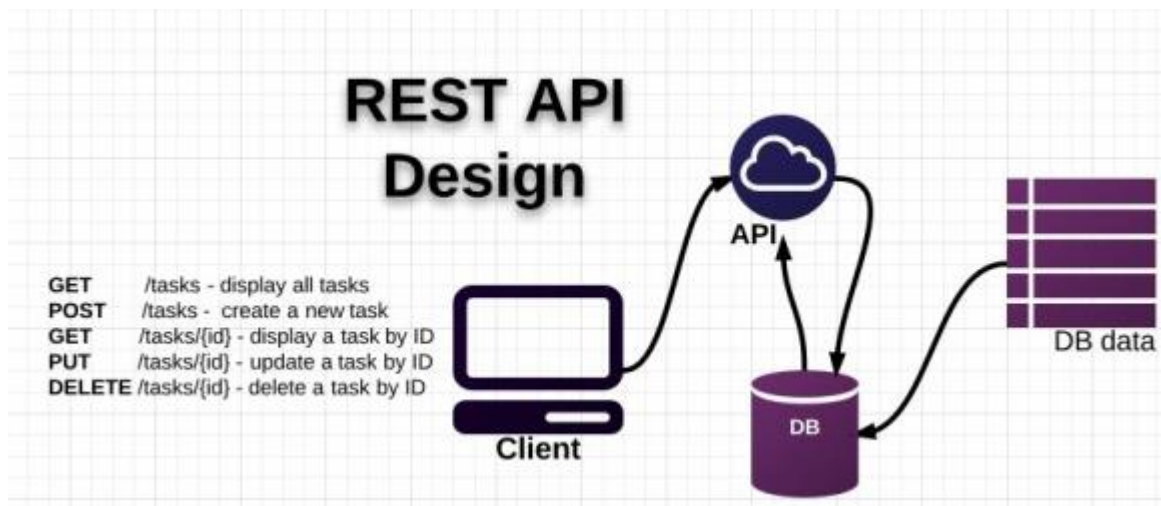 REST API
Design
GET /tasks - display all tasks
POST /tasks - create a new task
GET /tasks/{id} - display a task by ID
PUT /tasks/{id} - update a task by ID
DELETE /tasks/{id} - delete a task by ID
Client
API
DB
DB data